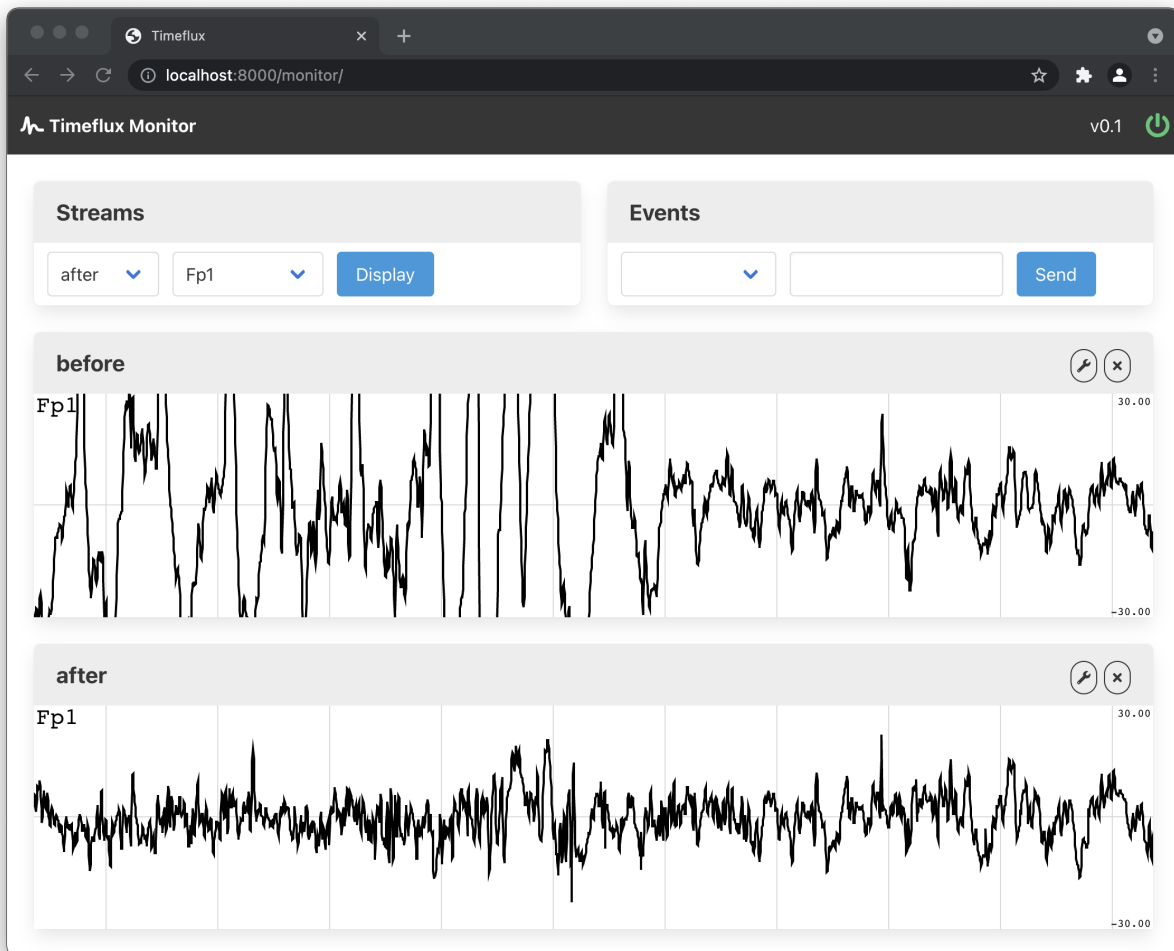 Timeflux
localhost:8000/monitor/
Timeflux Monitor
v0.1
Streams
Events
after
Fp1
Display
Send
before
Fp1
30.00
-30.00
after
Fp1
30.00
-30.00